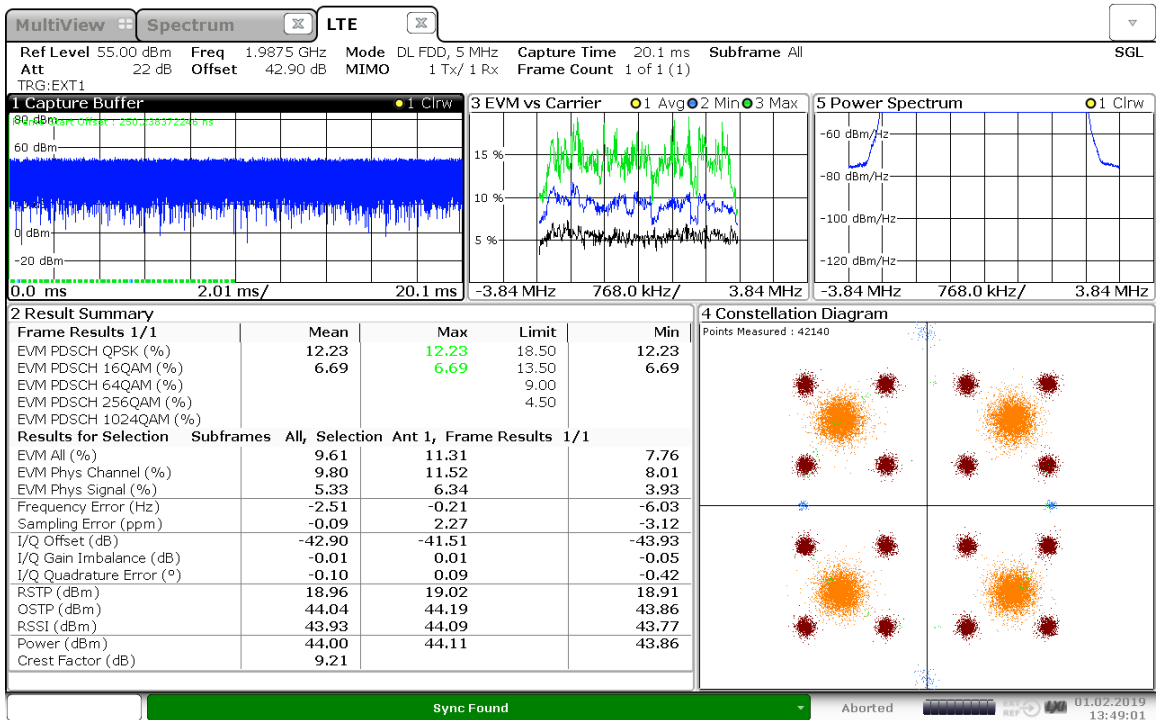 MultiView Spectrum LTE
Ref Level 55.00 dBm Freq 1.9875 GHz Mode DL FDD, 5 MHz Capture Time 20.1 ms Subframe All SGL
Att 22 dB Offset 42.90 dB MIMO 1 Tx/ 1 Rx Frame Count 1 of 1 (1)
TRG:EXT1
1 Capture Buffer 1 Clrw
80 dBm
Frame Start Offset : 250.238372246 ms
60 dBm
0 dBm
-20 dBm
0.0 ms 2.01 ms/ 20.1 ms
3 EVM vs Carrier 1 Avg 2 Min 3 Max
15 %
10 %
5 %
-3.84 MHz 768.0 kHz/ 3.84 MHz
5 Power Spectrum 1 Clrw
-60 dBm/Hz
-80 dBm/Hz
-100 dBm/Hz
-120 dBm/Hz
-3.84 MHz 768.0 kHz/ 3.84 MHz
2 Result Summary
Frame Results 1/1 Mean Max Limit Min
EVM PDSCH QPSK (%) 12.23 12.23 18.50 12.23
EVM PDSCH 16QAM (%) 6.69 6.69 13.50 6.69
EVM PDSCH 64QAM (%) 9.00
EVM PDSCH 256QAM (%) 4.50
EVM PDSCH 1024QAM (%)
Results for Selection Subframes All, Selection Ant 1, Frame Results 1/1
EVM All (%) 9.61 11.31 7.76
EVM Phys Channel (%) 9.80 11.52 8.01
EVM Phys Signal (%) 5.33 6.34 3.93
Frequency Error (Hz) -2.51 -0.21 -6.03
Sampling Error (ppm) -0.09 2.27 -3.12
I/Q Offset (dB) -42.90 -41.51 -43.93
I/Q Gain Imbalance (dB) -0.01 0.01 -0.05
I/Q Quadrature Error (º) -0.10 0.09 -0.42
RSTP (dBm) 18.96 19.02 18.91
OSTP (dBm) 44.04 44.19 43.86
RSSI (dBm) 43.93 44.09 43.77
Power (dBm) 44.00 44.11 43.86
Crest Factor (dB) 9.21
4 Constellation Diagram
Points Measured : 42140
Sync Found Aborted EXT REF LXI 01.02.2019
13:49:01